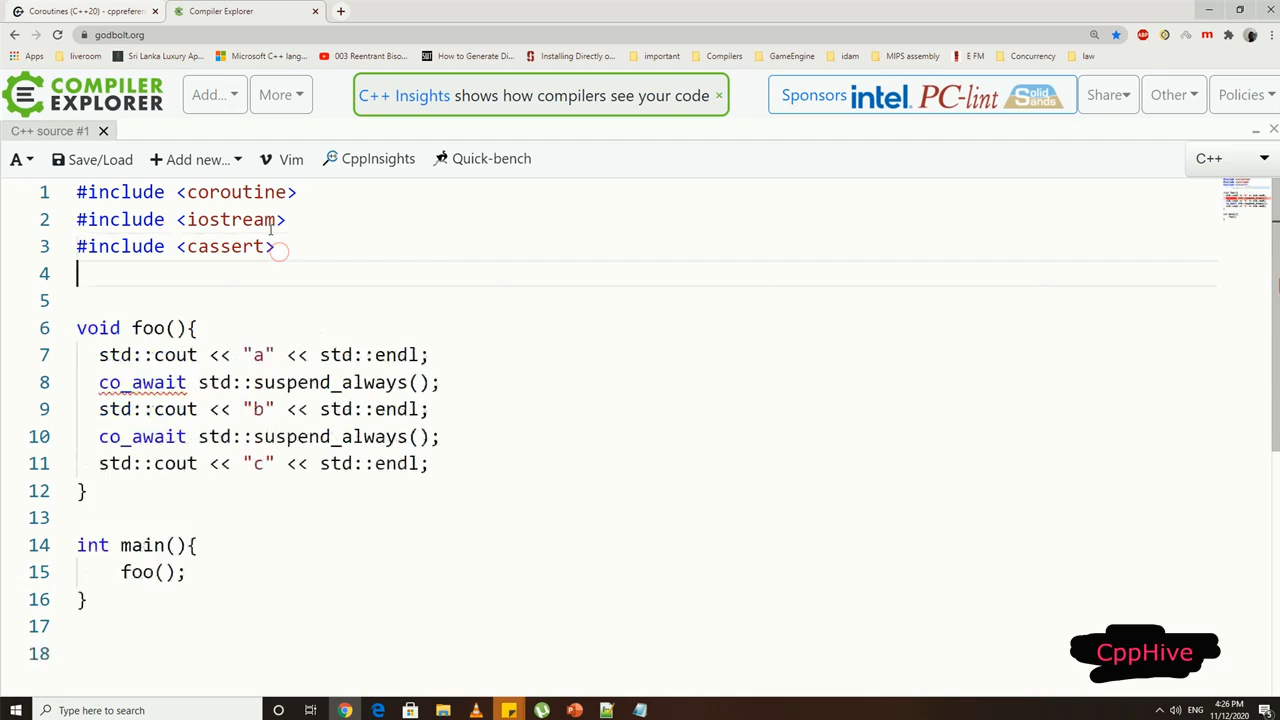 Coroutines (C++20) - cppreferen
Compiler Explorer
godbolt.org
Apps
liveroom
Sri Lanka Luxury Ap...
Microsoft C++ lang...
003 Reentrant Biso...
How to Generate Di...
Installing Directly o...
important
Compilers
GameEngine
idam
MIPS assembly
E FM
Concurrency
law
COMPILER EXPLORER
Add...
More
C++ Insights shows how compilers see your code ×
Sponsors intel. PC-lint Solid Sands
Share
Other
Policies
C++ source #1
A
Save/Load
+ Add new...
Vim
CppInsights
Quick-bench
C++
1 #include <coroutine>
2 #include <iostream>
3 #include <cassert>
4
5
6 void foo(){
7 std::cout << "a" << std::endl;
8 co_await std::suspend_always();
9 std::cout << "b" << std::endl;
10 co_await std::suspend_always();
11 std::cout << "c" << std::endl;
12 }
13
14 int main(){
15 foo();
16 }
17
18
CppHive
Type here to search
ENG
4:26 PM
11/12/2020